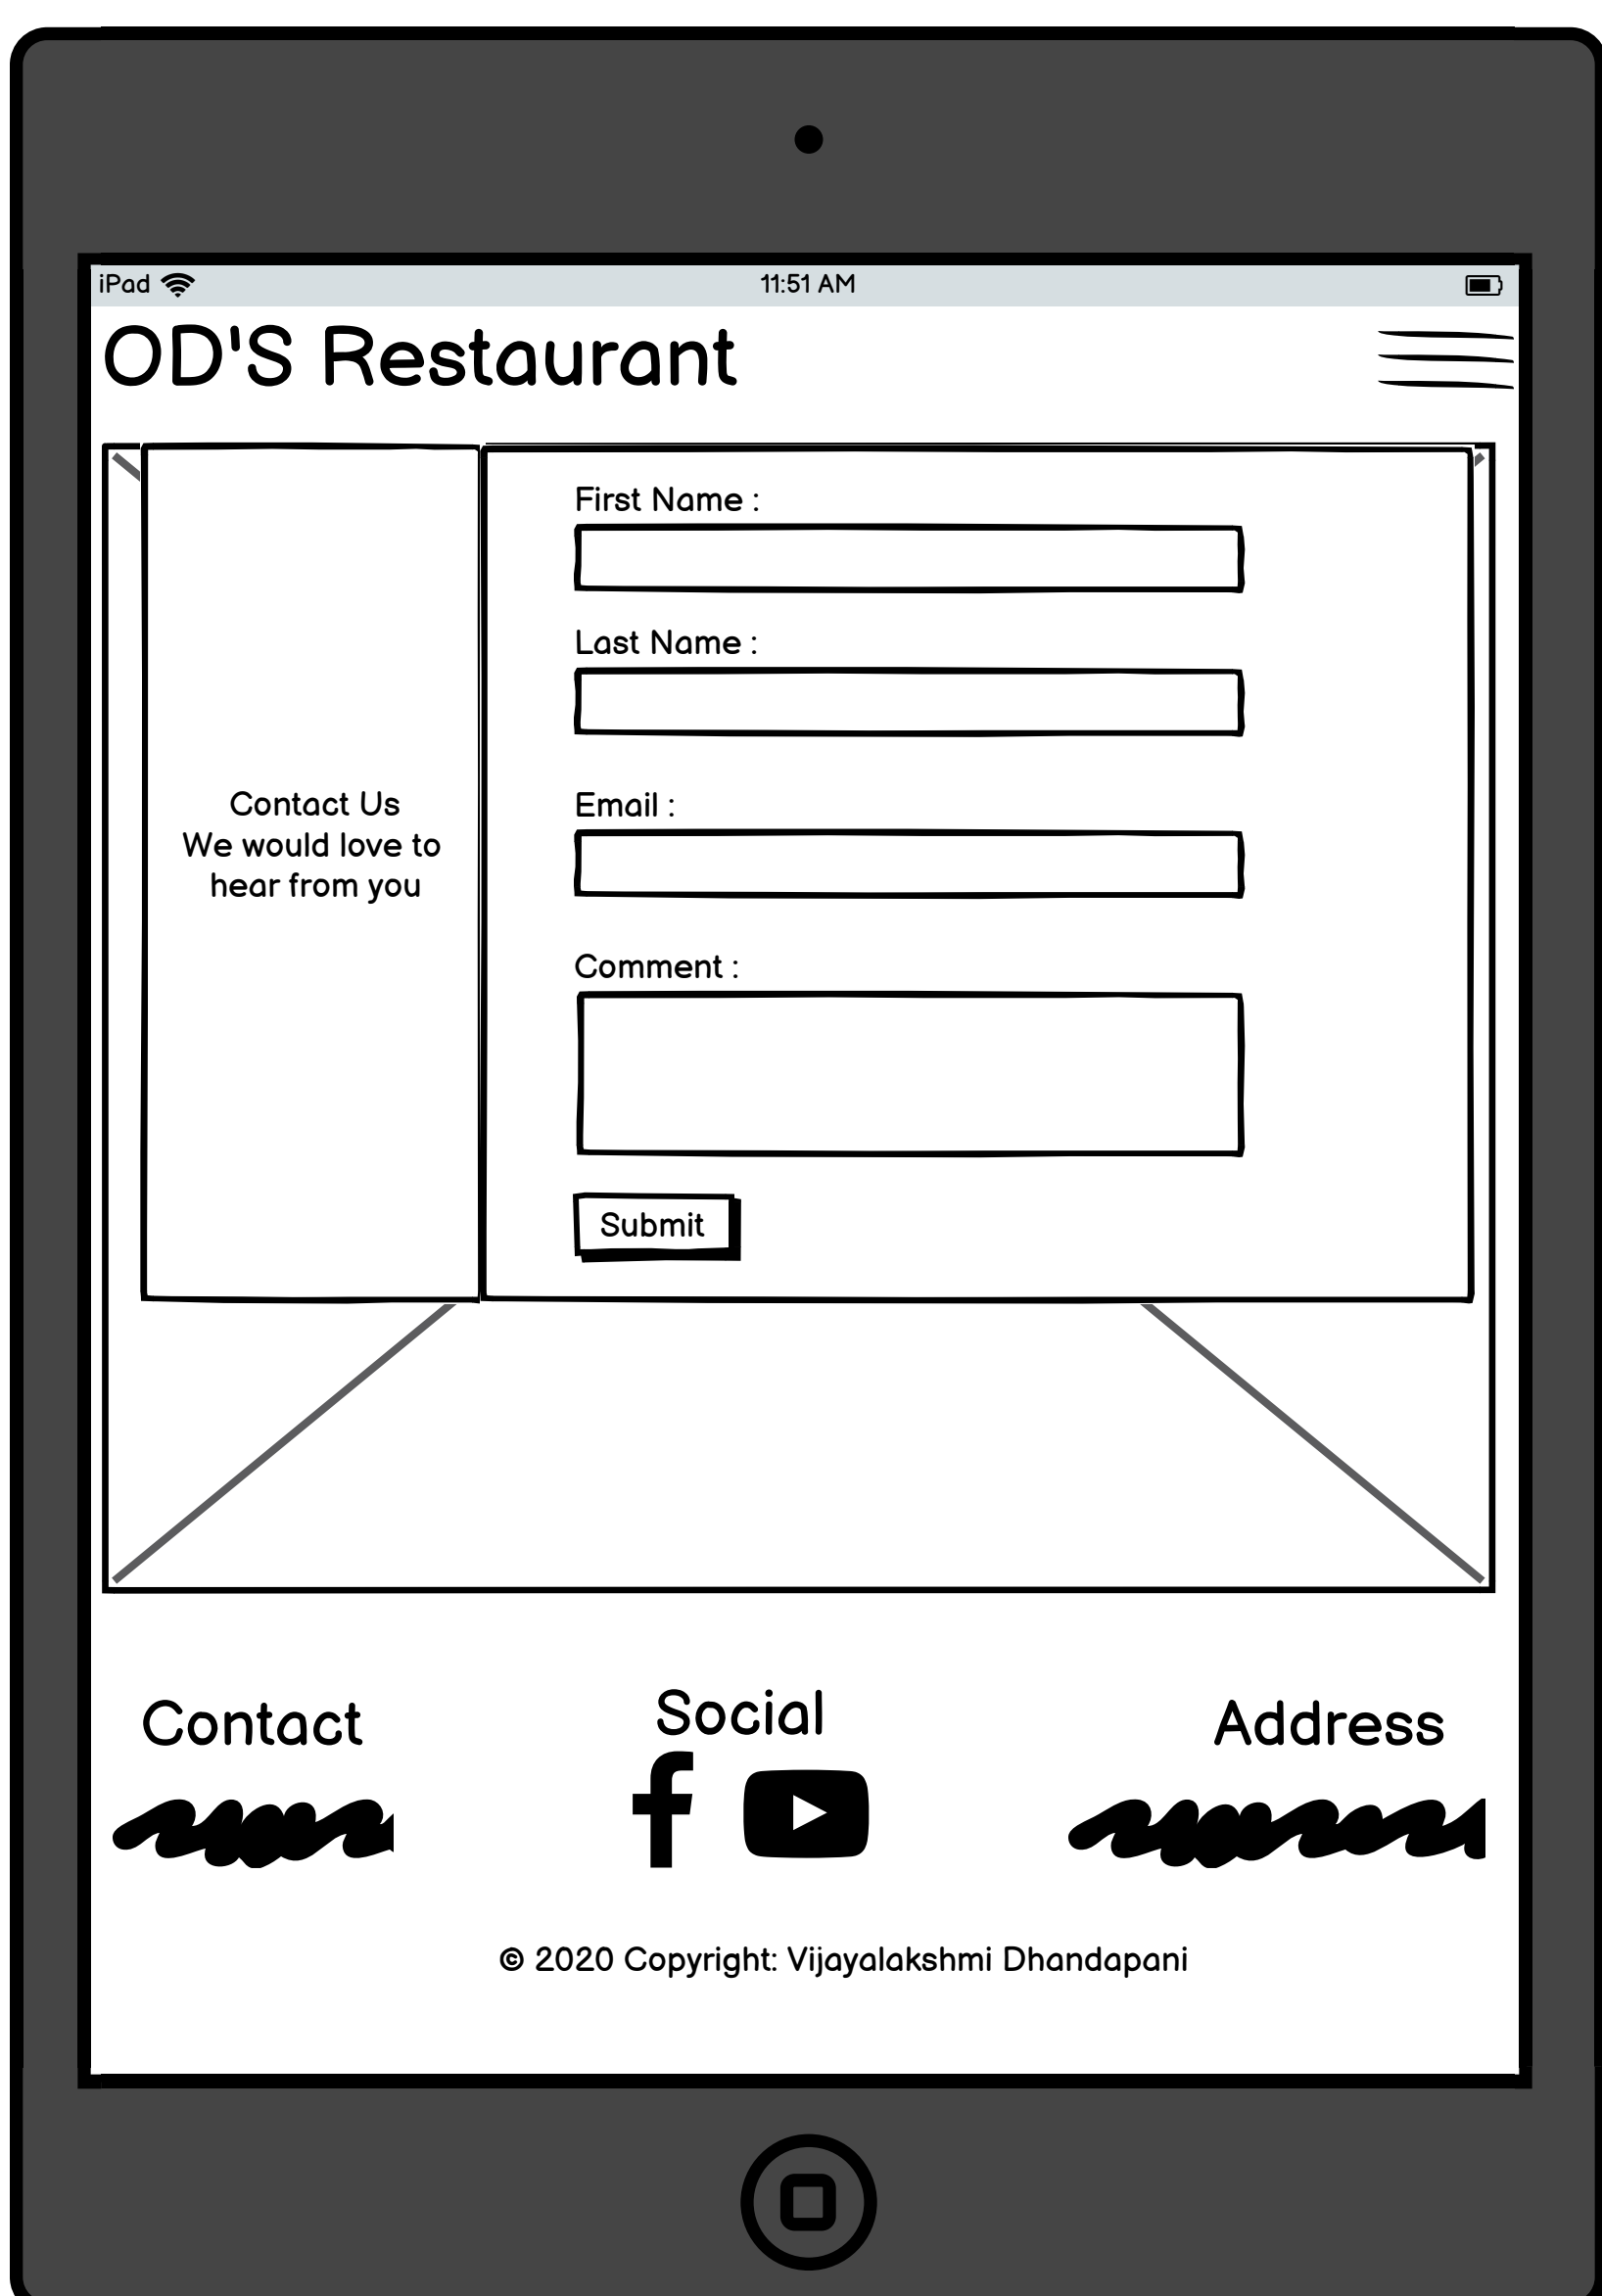 iPad 11:51 AM
OD'S Restaurant
Contact Us
We would love to
hear from you
First Name :
Last Name :
Email :
Comment :
Submit
Contact
Social
Address
© 2020 Copyright: Vijayalakshmi Dhandapani